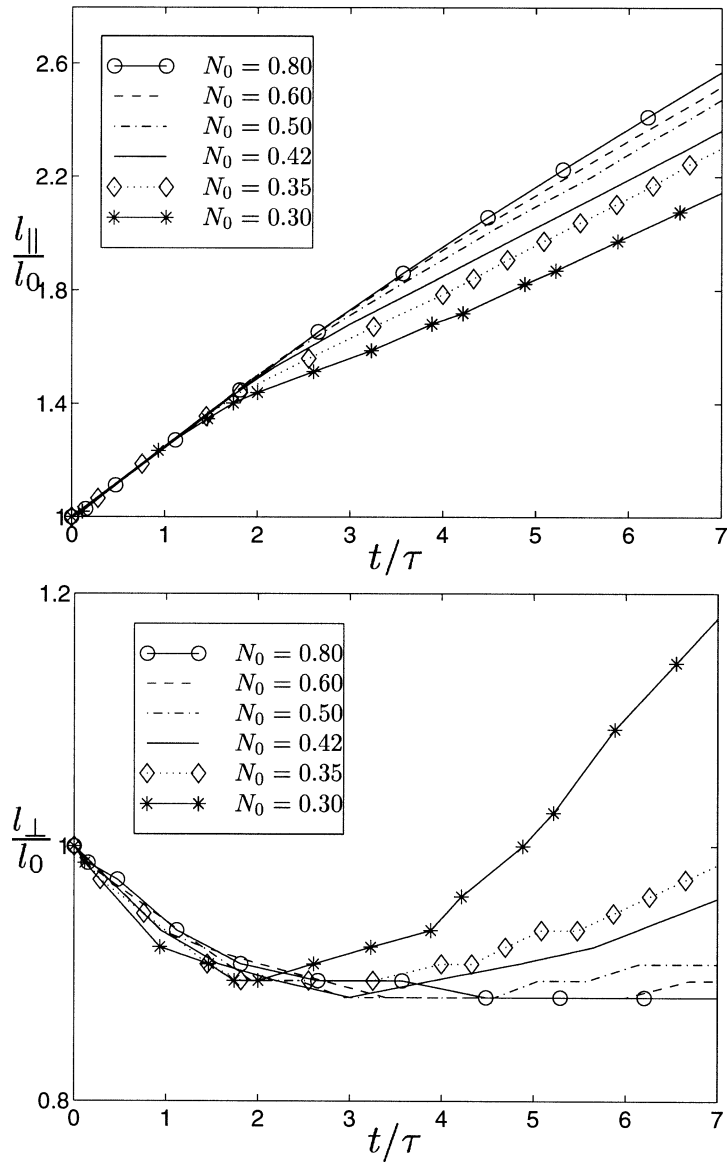 2.6
2.2
1.8
1.4
1
l_{||}/l_0
N_0 = 0.80
N_0 = 0.60
N_0 = 0.50
N_0 = 0.42
N_0 = 0.35
N_0 = 0.30
0 1 2 3 4 5 6 7
t/τ
1.2
1
0.8
l_⊥/l_0
N_0 = 0.80
N_0 = 0.60
N_0 = 0.50
N_0 = 0.42
N_0 = 0.35
N_0 = 0.30
0 1 2 3 4 5 6 7
t/τ